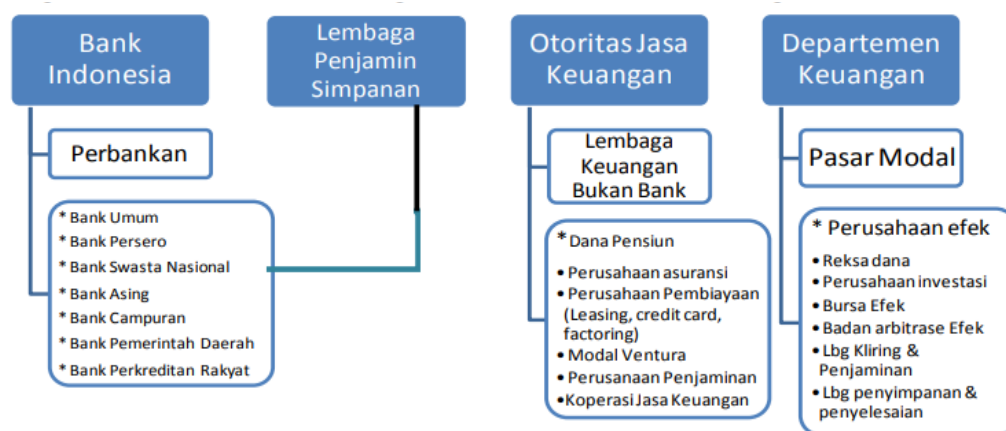 Bank
Indonesia
Perbankan
* Bank Umum
* Bank Persero
* Bank Swasta Nasional
* Bank Asing
* Bank Campuran
* Bank Pemerintah Daerah
* Bank Perkreditan Rakyat
Lembaga
Penjamin
Simpanan
Otoritas Jasa
Keuangan
Lembaga
Keuangan
Bukan Bank
* Dana Pensiun
• Perusahaan asuransi
• Perusahaan Pembiayaan
(Leasing, credit card,
factoring)
• Modal Ventura
• Perusanaan Penjaminan
•Koperasi Jasa Keuangan
Departemen
Keuangan
Pasar Modal
* Perusahaan efek
• Reksa dana
• Perusahaan investasi
• Bursa Efek
• Badan arbitrase Efek
• Lbg Kliring &
Penjaminan
• Lbg penyimpanan &
penyelesaian